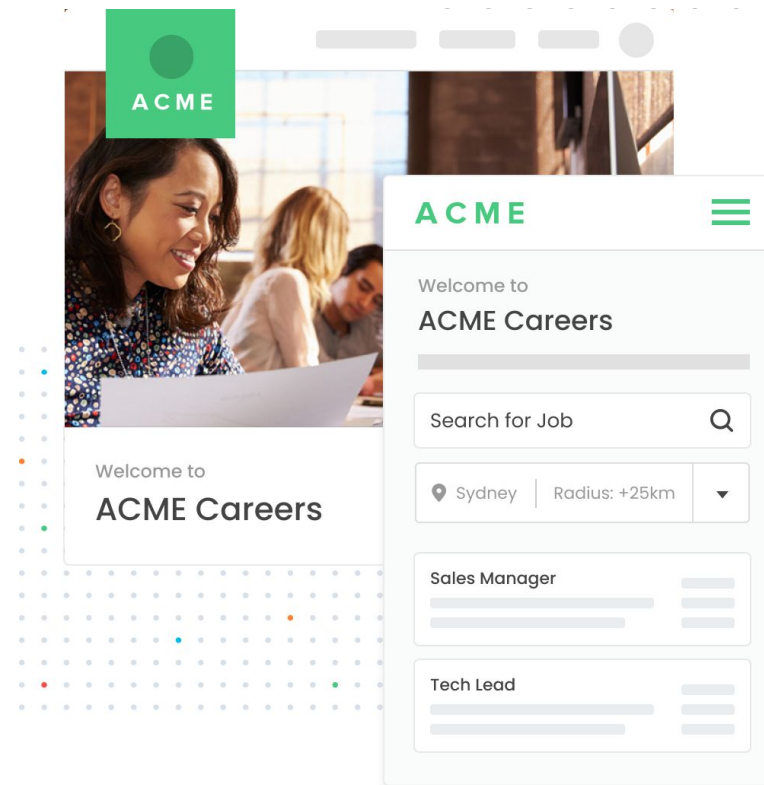 ACME
Welcome to
ACME Careers
ACME
Welcome to
ACME Careers
Search for Job
Sydney Radius: +25km
Sales Manager
Tech Lead